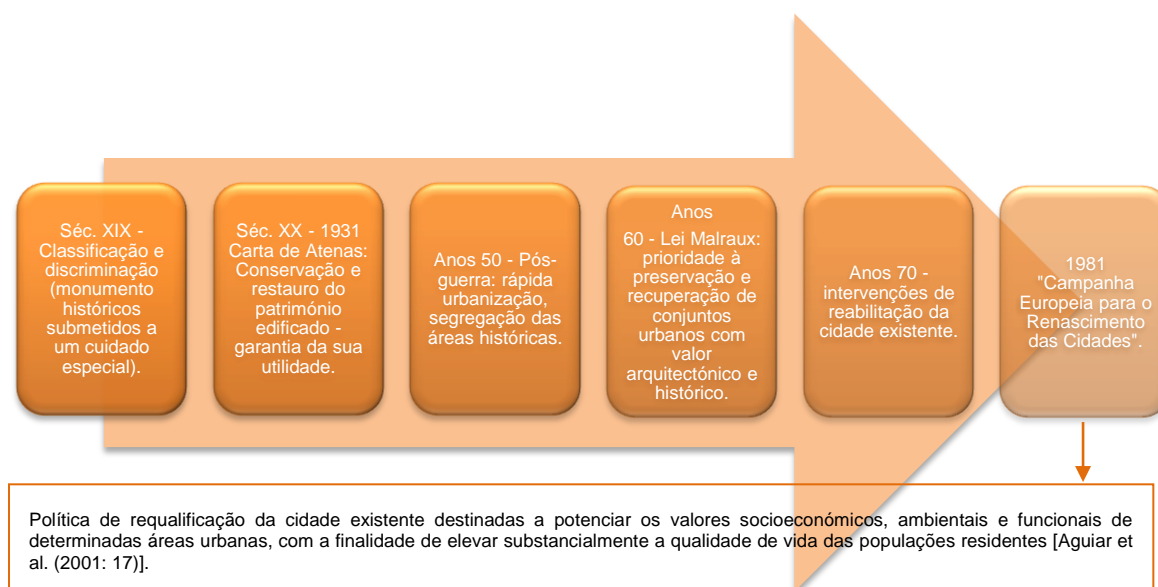 Séc. XIX -
Classificação e
discriminação
(monumento
históricos
submetidos a
um cuidado
especial).
Séc. XX - 1931
Carta de Atenas:
Conservação e
restauro do
património
edificado -
garantia da sua
utilidade.
Anos 50 - Pós-
guerra: rápida
urbanização,
segregação das
áreas históricas.
Anos
60 - Lei Malraux:
prioridade à
preservação e
recuperação de
conjuntos
urbanos com
valor
arquitectónico e
histórico.
Anos 70 -
intervenções de
reabilitação da
cidade existente.
1981
"Campanha
Europeia para o
Renascimento
das Cidades".
Política de requalificação da cidade existente destinadas a potenciar os valores socioeconómicos, ambientais e funcionais de
determinadas áreas urbanas, com a finalidade de elevar substancialmente a qualidade de vida das populações residentes [Aguiar et
al. (2001: 17)].